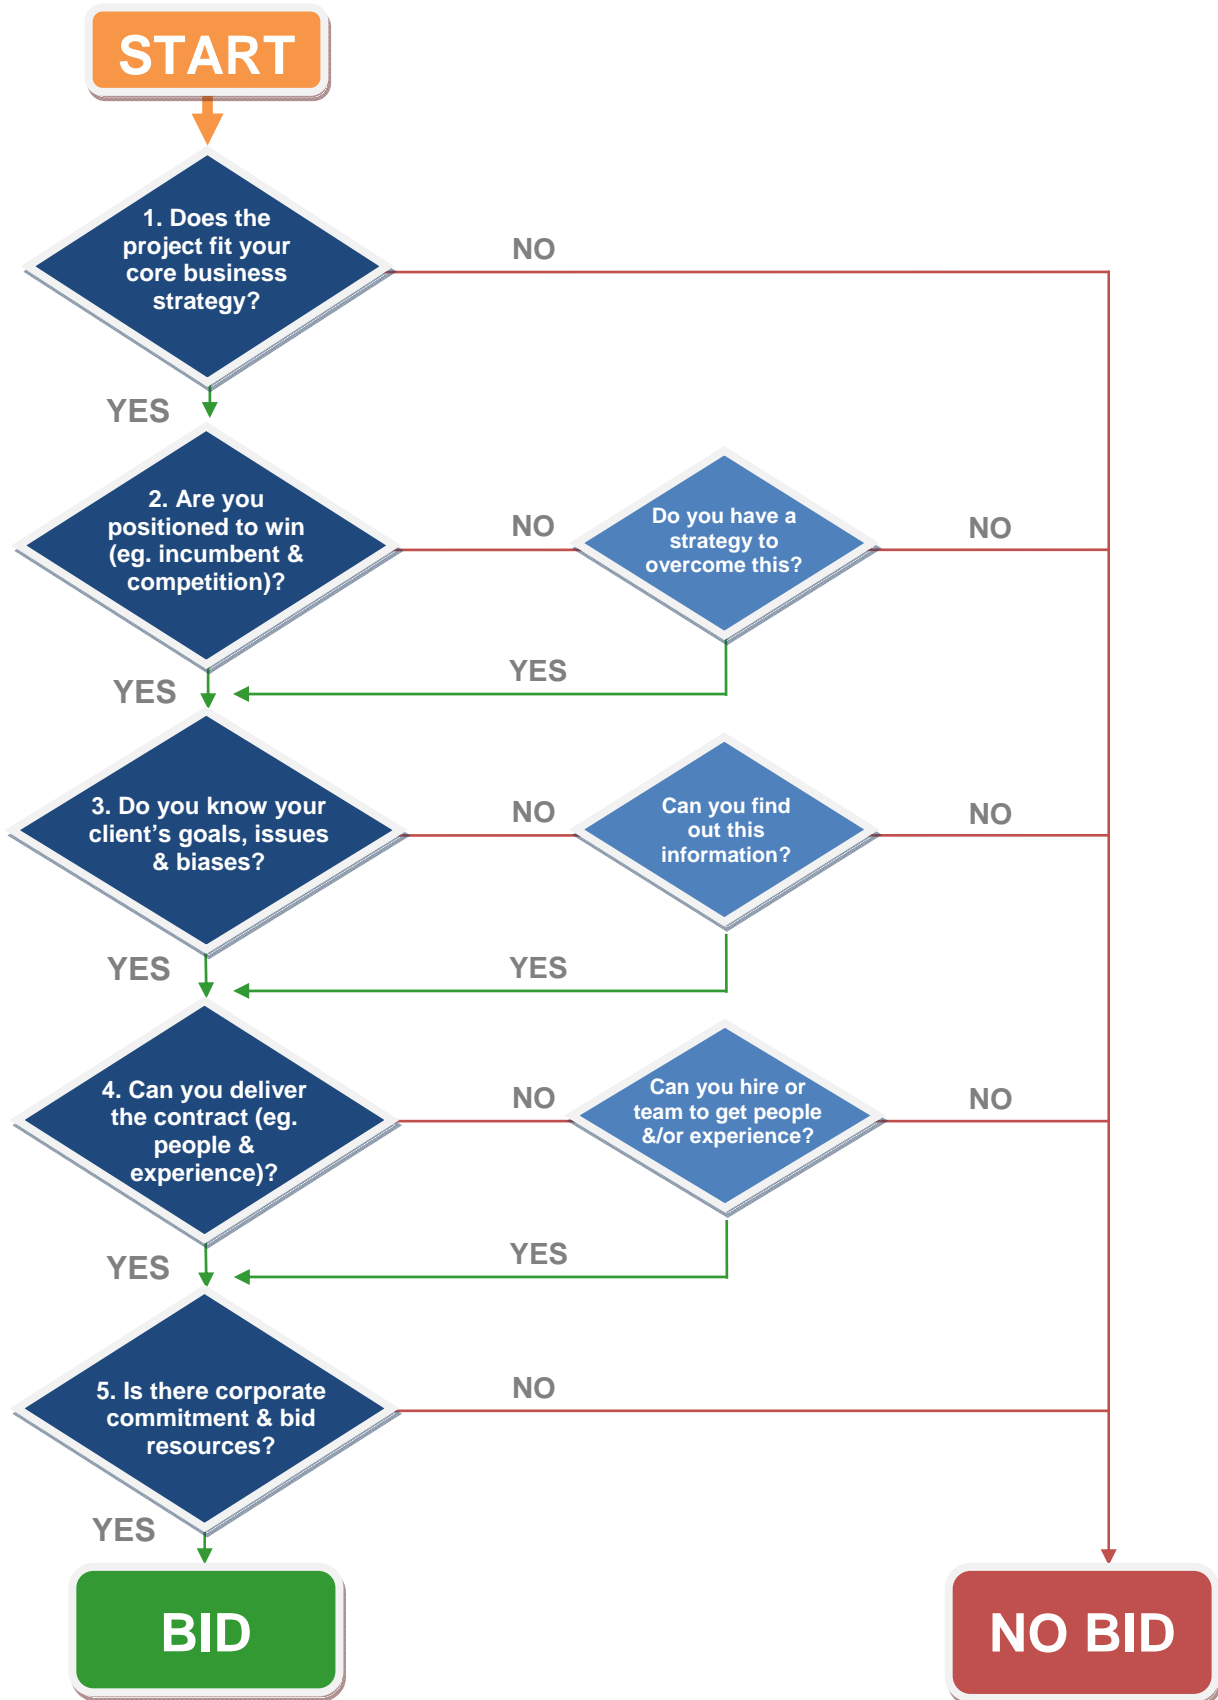 START
1. Does the
project fit your
core business
strategy?
NO
YES
2. Are you
positioned to win
(eg. incumbent &
competition)?
NO
Do you have a
strategy to
overcome this?
NO
YES
YES
3. Do you know your
client’s goals, issues
& biases?
NO
Can you find
out this
information?
NO
YES
YES
4. Can you deliver
the contract (eg.
people &
experience)?
NO
Can you hire or
team to get people
&/or experience?
NO
YES
YES
5. Is there corporate
commitment & bid
resources?
NO
YES
BID
NO BID